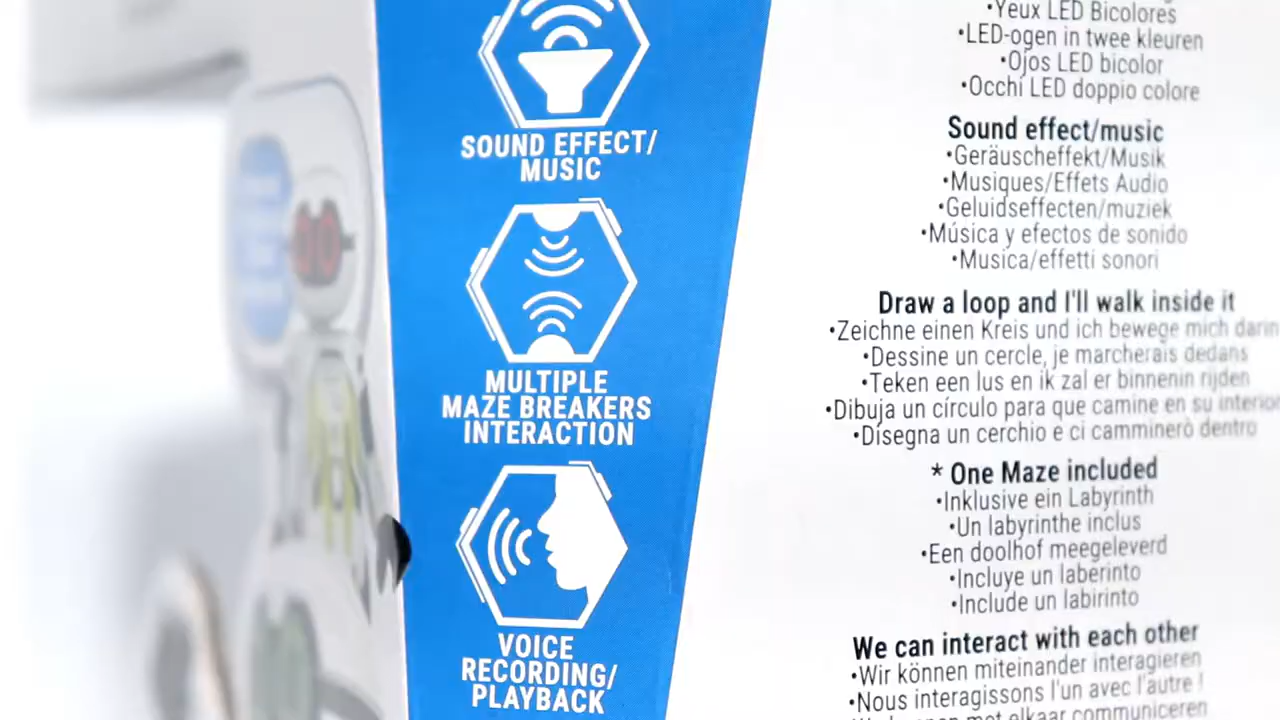 SOUND EFFECT/
MUSIC
MULTIPLE
MAZE BREAKERS
INTERACTION
VOICE
RECORDING/
PLAYBACK
•Yeux LED Bicolores
•LED-ogen in twee kleuren
•Ojos LED bicolor
•Occhi LED doppio colore
Sound effect/music
•Geräuscheffekt/Musik
•Musiques/Effets Audio
•Geluidseffecten/muziek
•Música y efectos de sonido
•Musica/effetti sonori
Draw a loop and I'll walk inside it
•Zeichne einen Kreis und ich bewege mich darin
•Dessine un cercle, je marcherais dedans
•Teken een lus en ik zal er binnenin rijden
•Dibuja un círculo para que camine en su interior
•Disegna un cerchio e ci camminerò dentro
* One Maze included
•Inklusive ein Labyrinth
•Un labyrinthe inclus
•Een doolhof meegeleverd
•Incluye un laberinto
•Include un labirinto
We can interact with each other
•Wir können miteinander interagieren
•Nous interagissons l'un avec l'autre !
met elkaar communiceren